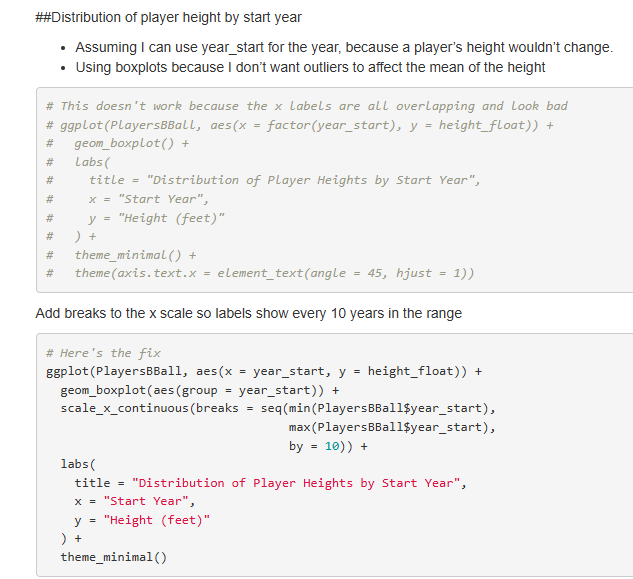 ##Distribution of player height by start year
• Assuming I can use year_start for the year, because a player's height wouldn't change.
• Using boxplots because I don't want outliers to affect the mean of the height
# This doesn't work because the x labels are all overlapping and look bad
# ggplot(PlayersBBall, aes(x = factor(year_start), y = height_float)) +
#   geom_boxplot() +
#   labs(
#     title = "Distribution of Player Heights by Start Year",
#     x = "Start Year",
#     y = "Height (feet)"
#   ) +
#   theme_minimal() +
#   theme(axis.text.x = element_text(angle = 45, hjust = 1))
Add breaks to the x scale so labels show every 10 years in the range
# Here's the fix
ggplot(PlayersBBall, aes(x = year_start, y = height_float)) +
  geom_boxplot(aes(group = year_start)) +
  scale_x_continuous(breaks = seq(min(PlayersBBall$year_start),
                                  max(PlayersBBall$year_start),
                                  by = 10)) +
  labs(
    title = "Distribution of Player Heights by Start Year",
    x = "Start Year",
    y = "Height (feet)"
  ) +
  theme_minimal()